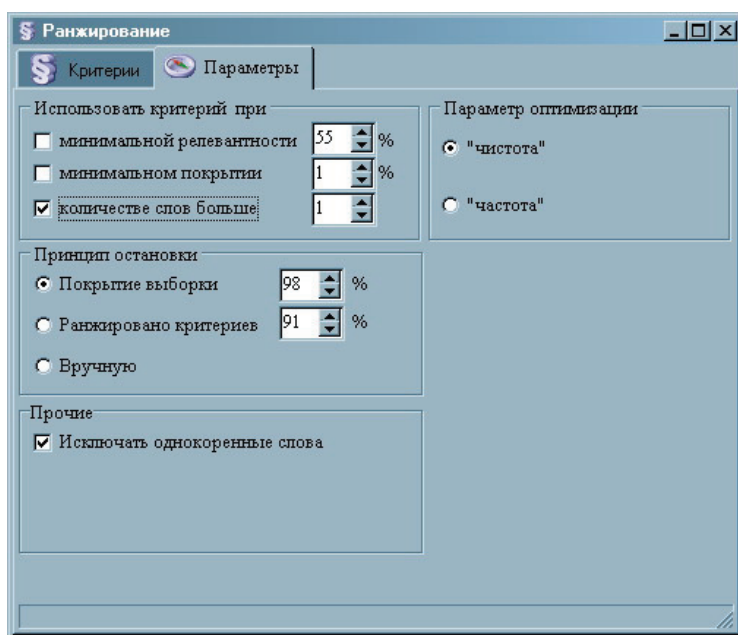 Ранжирование
Критерии Параметры
Использовать критерий при
минимальной релевантности 55 %
минимальном покрытии 1 %
количестве слов больше 1
Параметр оптимизации
"чистота"
"частота"
Принцип остановки
Покрытие выборки 98 %
Ранжировано критериев 91 %
Вручную
Прочие
Исключать однокоренные слова